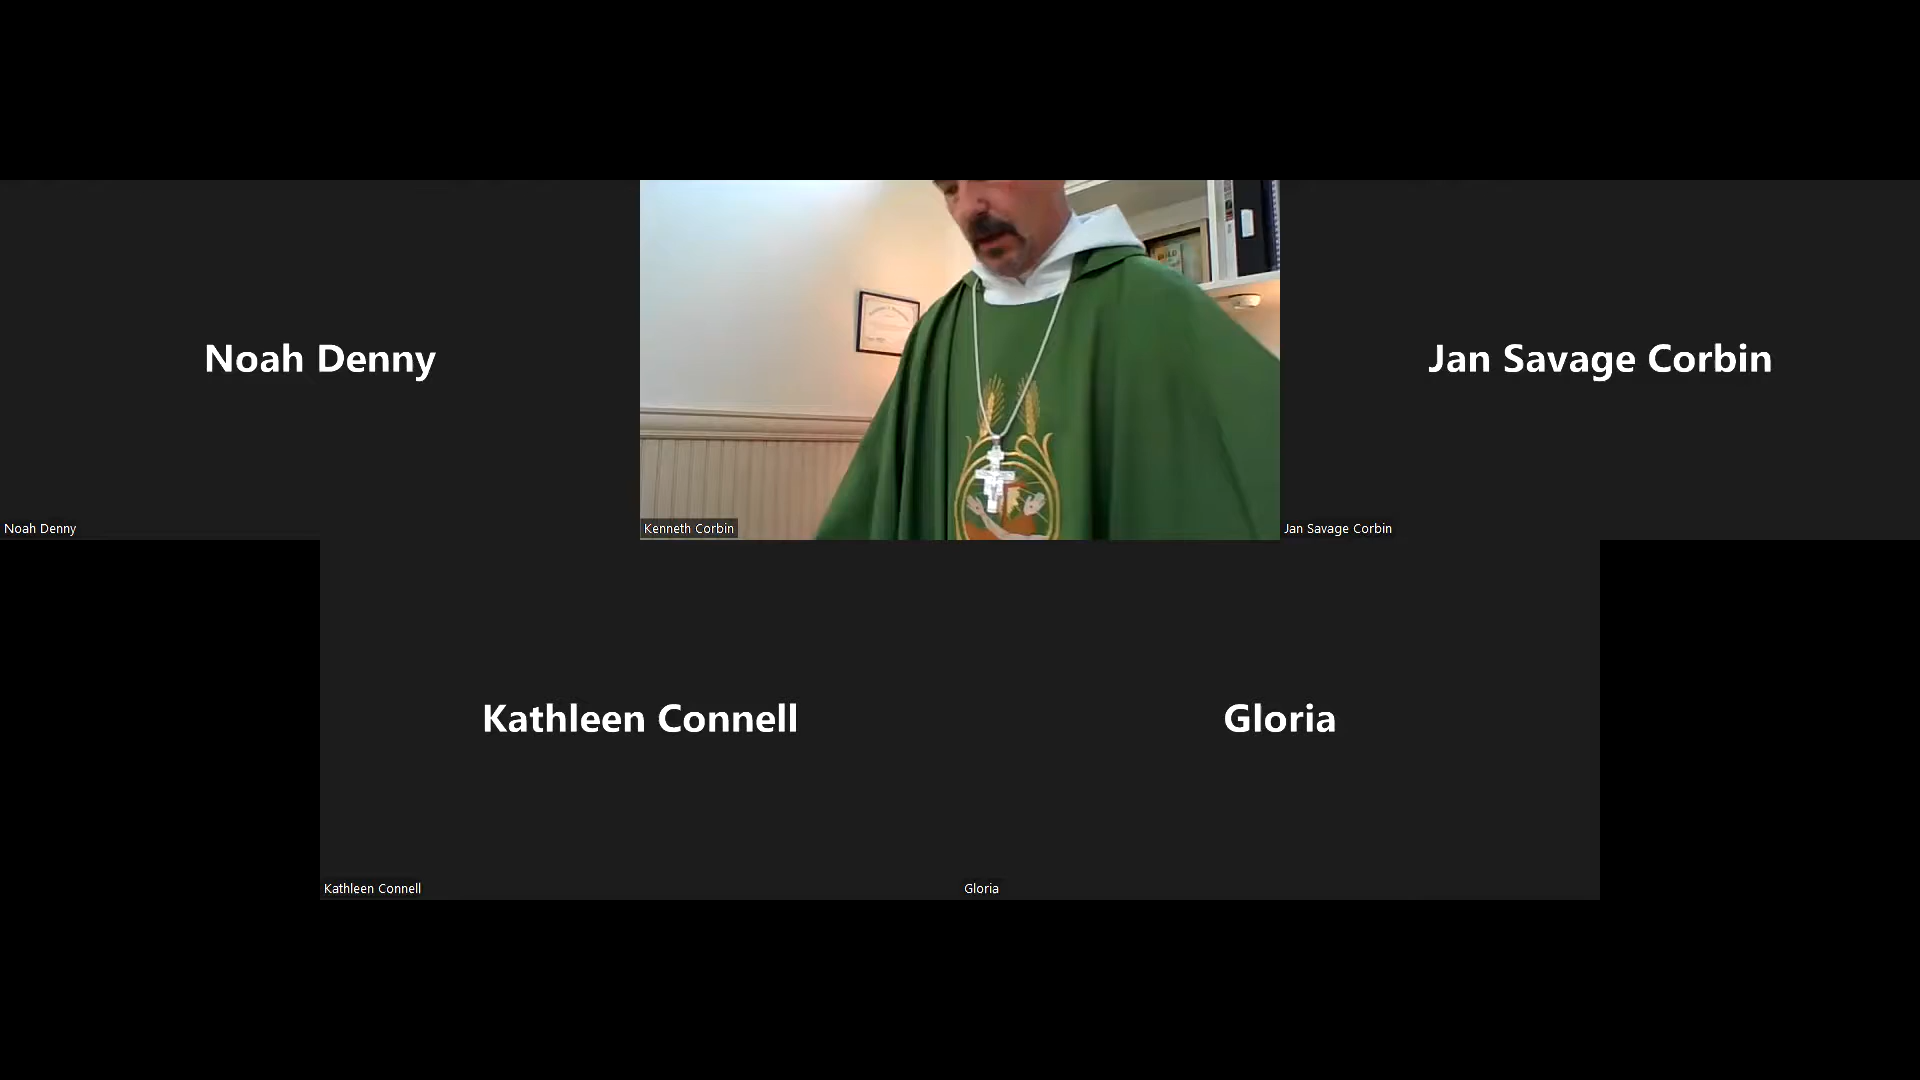 Noah Denny
Jan Savage Corbin
Noah Denny
Kenneth Corbin
Jan Savage Corbin
Kathleen Connell
Gloria
Kathleen Connell
Gloria